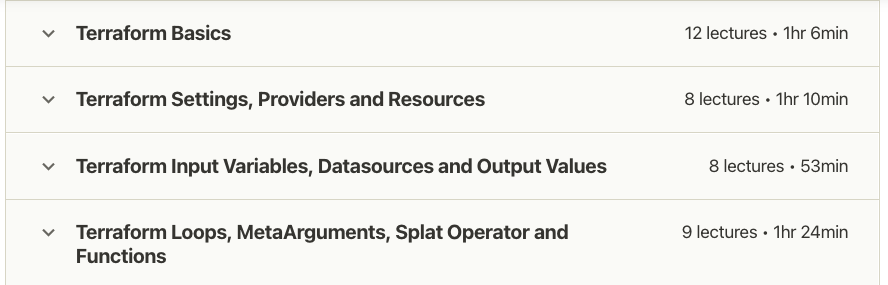 Terraform Basics 12 lectures • 1hr 6min
Terraform Settings, Providers and Resources 8 lectures • 1hr 10min
Terraform Input Variables, Datasources and Output Values 8 lectures • 53min
Terraform Loops, MetaArguments, Splat Operator and 9 lectures • 1hr 24min
Functions